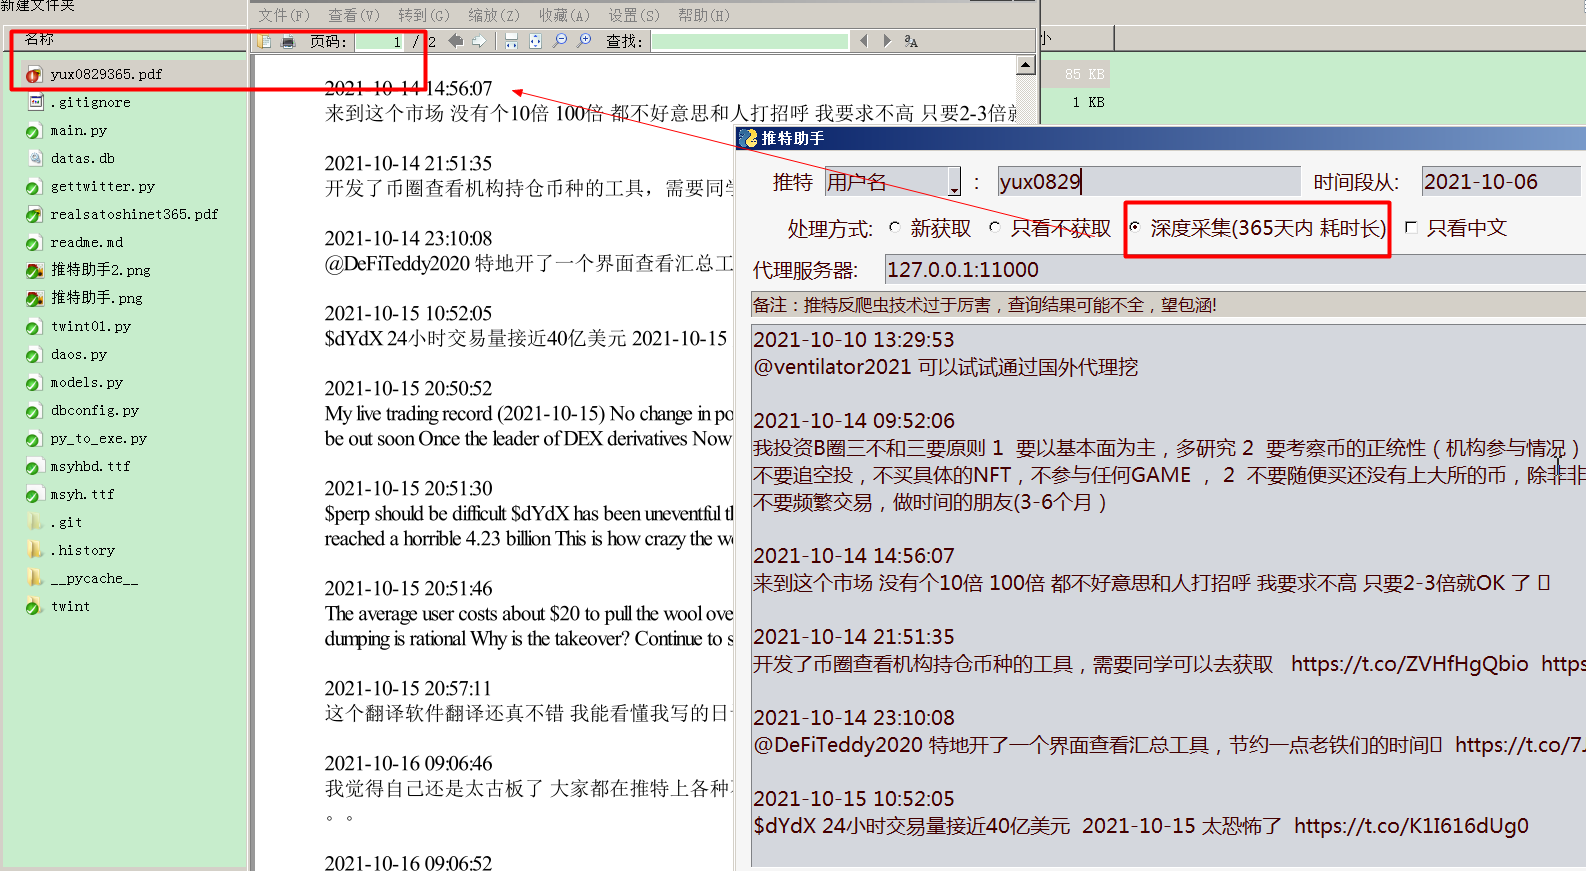 新建文件夹
名称
yux0829365.pdf
.gitignore
main.py
datas.db
gettwitter.py
realsatoshinet365.pdf
readme.md
推特助手2.png
推特助手.png
twint01.py
daos.py
models.py
dbconfig.py
py_to_exe.py
msyhbd.ttf
msyh.ttf
.git
.history
__pycache__
twint
小
85 KB
1 KB
文件(F) 查看(V) 转到(G) 缩放(Z) 收藏(A) 设置(S) 帮助(H)
页码: 1 / 2 查找:
2021-10-14 14:56:07
来到这个市场 没有个10倍 100倍 都不好意思和人打招呼 我要求不高 只要2-3倍就
2021-10-14 21:51:35
开发了币圈查看机构持仓币种的工具，需要同学
2021-10-14 23:10:08
@DeFiTeddy2020 特地开了一个界面查看汇总工
2021-10-15 10:52:05
$dYdX 24小时交易量接近40亿美元 2021-10-15
2021-10-15 20:50:52
My live trading record (2021-10-15) No change in po
be out soon Once the leader of DEX derivatives Now
2021-10-15 20:51:30
$perp should be difficult $dYdX has been uneventful th
reached a horrible 4.23 billion This is how crazy the w
2021-10-15 20:51:46
The average user costs about $20 to pull the wool ove
dumping is rational Why is the takeover? Continue to s
2021-10-15 20:57:11
这个翻译软件翻译还真不错 我能看懂我写的日
2021-10-16 09:06:46
我觉得自己还是太古板了 大家都在推特上各种
。。
2021-10-16 09:06:52
推特助手
推特 用户名 : yux0829 时间段从: 2021-10-06
处理方式: 新获取 只看不获取 深度采集(365天内 耗时长) 只看中文
代理服务器: 127.0.0.1:11000
备注：推特反爬虫技术过于厉害，查询结果可能不全，望包涵!
2021-10-10 13:29:53
@ventilator2021 可以试试通过国外代理挖
2021-10-14 09:52:06
我投资B圈三不和三要原则 1 要以基本面为主，多研究 2 要考察币的正统性（机构参与情况）
不要追空投，不买具体的NFT，不参与任何GAME ， 2 不要随便买还没有上大所的币，除非非
不要频繁交易，做时间的朋友(3-6个月）
2021-10-14 14:56:07
来到这个市场 没有个10倍 100倍 都不好意思和人打招呼 我要求不高 只要2-3倍就OK 了
2021-10-14 21:51:35
开发了币圈查看机构持仓币种的工具，需要同学可以去获取 https://t.co/ZVHfHgQbio https
2021-10-14 23:10:08
@DeFiTeddy2020 特地开了一个界面查看汇总工具，节约一点老铁们的时间 https://t.co/7J
2021-10-15 10:52:05
$dYdX 24小时交易量接近40亿美元 2021-10-15 太恐怖了 https://t.co/K1I616dUg0